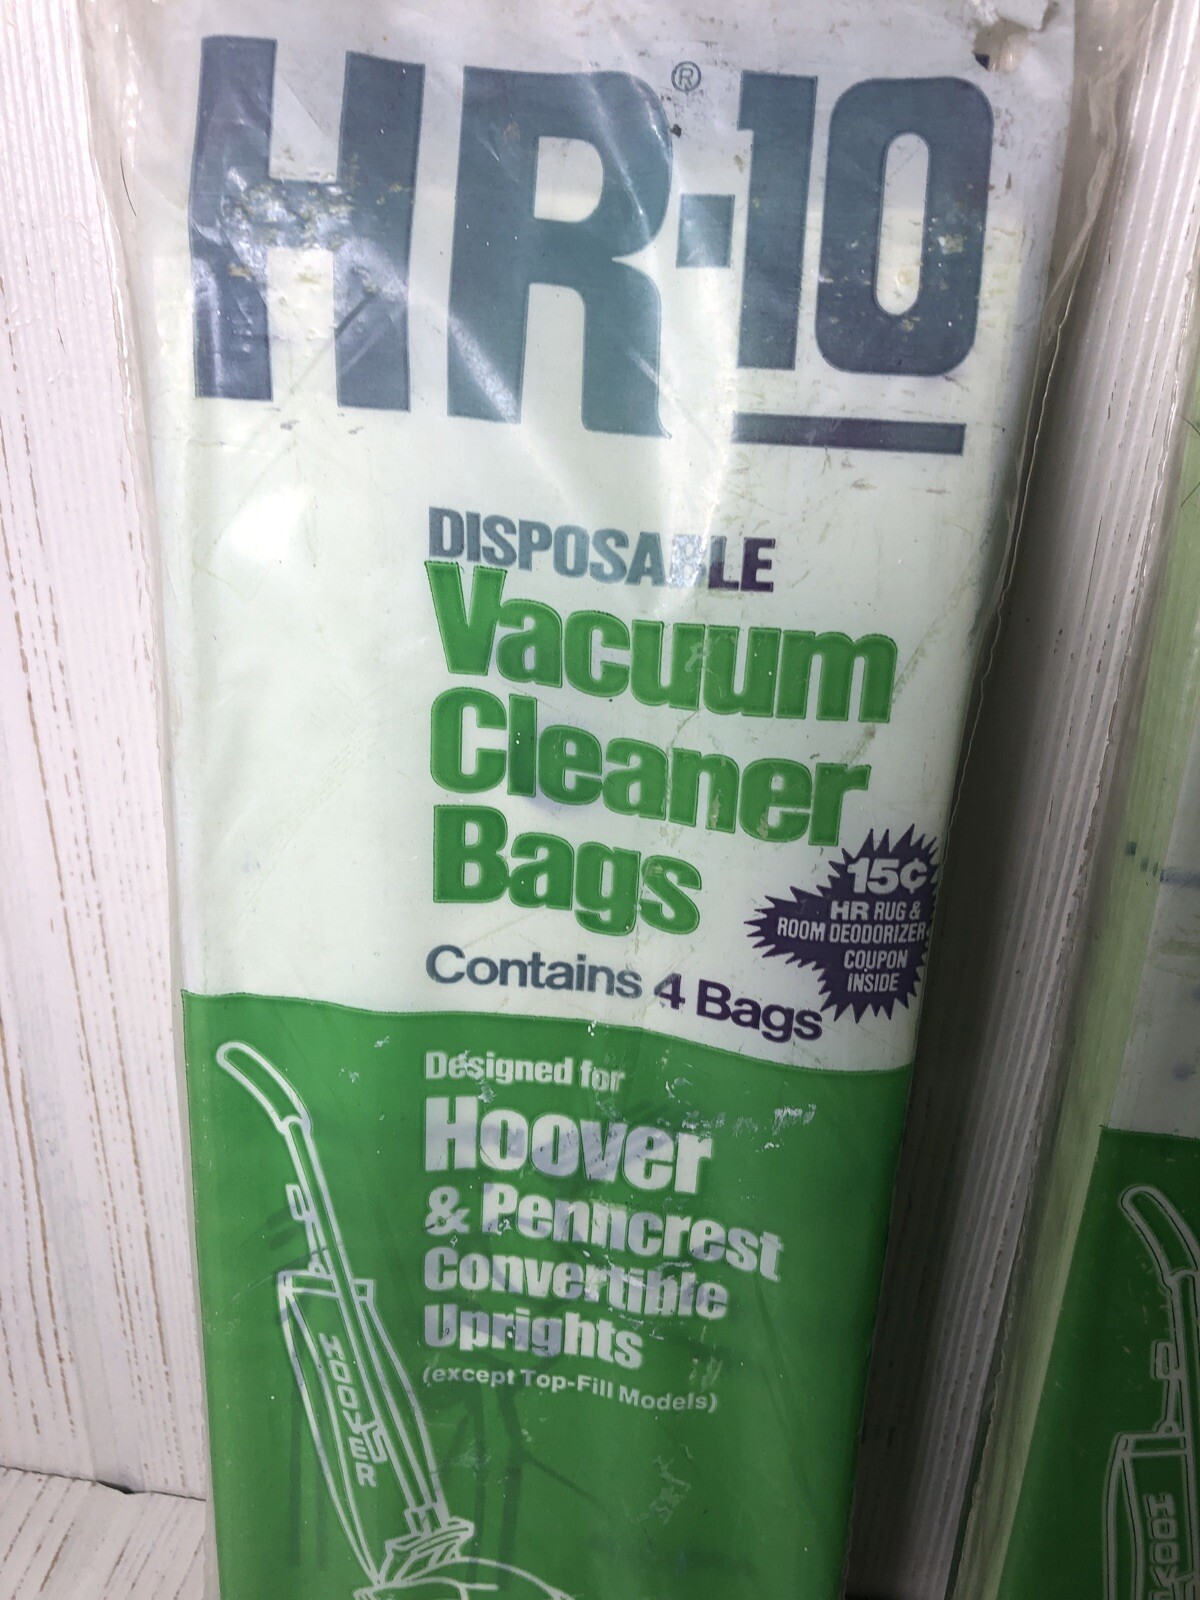 HR®-10
DISPOSABLE
Vacuum
Cleaner
Bags
15¢
HR RUG &
ROOM DEODORIZER
COUPON
INSIDE
Contains 4 Bags
Designed for
Hoover
& Penncrest
Convertible
Uprights
(except Top-Fill Models)
HOOVER